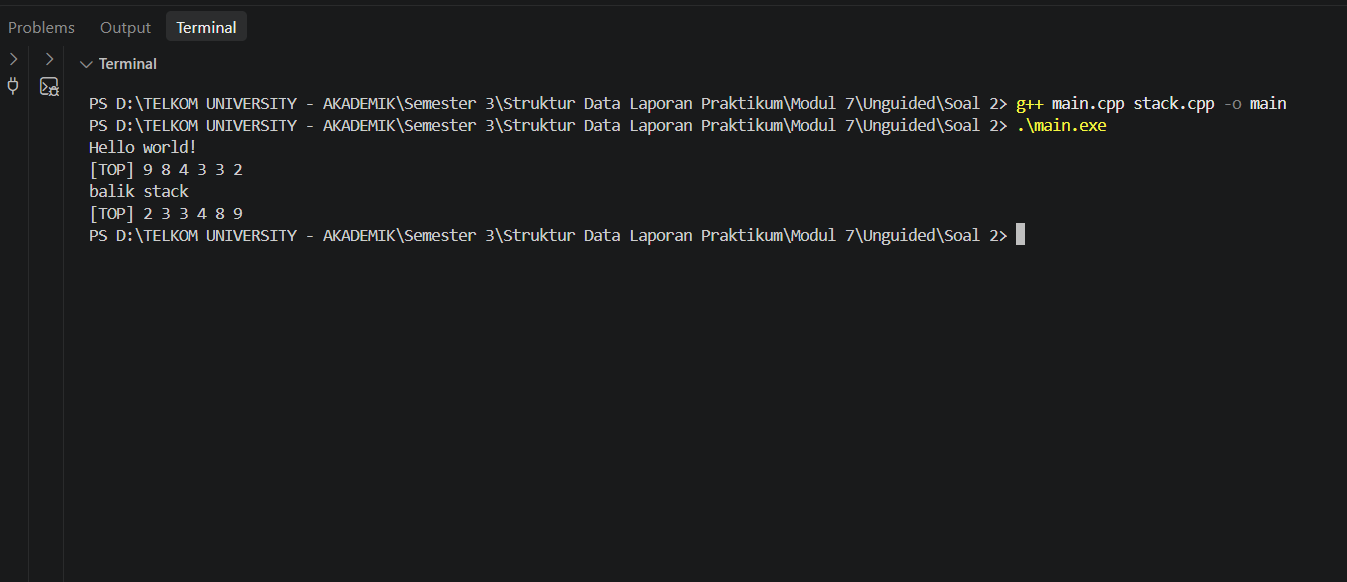 Problems Output Terminal
Terminal
PS D:\TELKOM UNIVERSITY - AKADEMIK\Semester 3\Struktur Data Laporan Praktikum\Modul 7\Unguided\Soal 2> g++ main.cpp stack.cpp -o main
PS D:\TELKOM UNIVERSITY - AKADEMIK\Semester 3\Struktur Data Laporan Praktikum\Modul 7\Unguided\Soal 2> .\main.exe
Hello world!
[TOP] 9 8 4 3 3 2
balik stack
[TOP] 2 3 3 4 8 9
PS D:\TELKOM UNIVERSITY - AKADEMIK\Semester 3\Struktur Data Laporan Praktikum\Modul 7\Unguided\Soal 2>